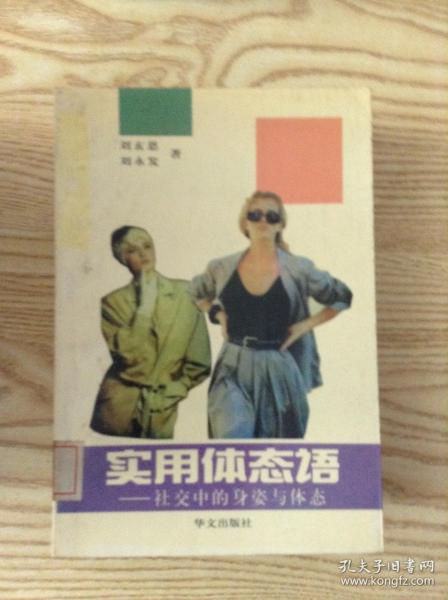 刘玄恩
刘永发
著
实用体态语
——社交中的身姿与体态
华文出版社
孔夫子旧书网
www.kongfz.com